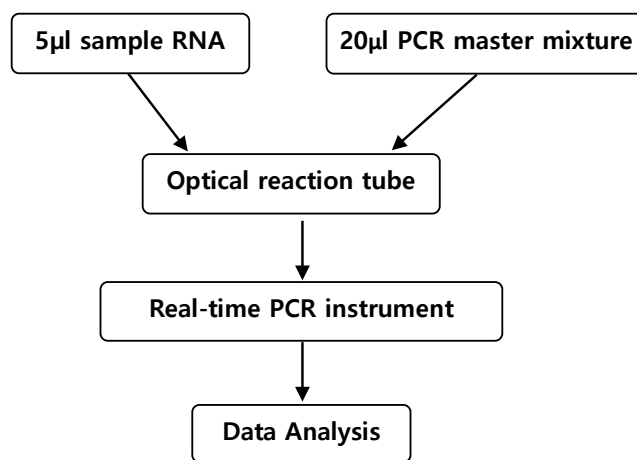 5µl sample RNA
20µl PCR master mixture
Optical reaction tube
Real-time PCR instrument
Data Analysis